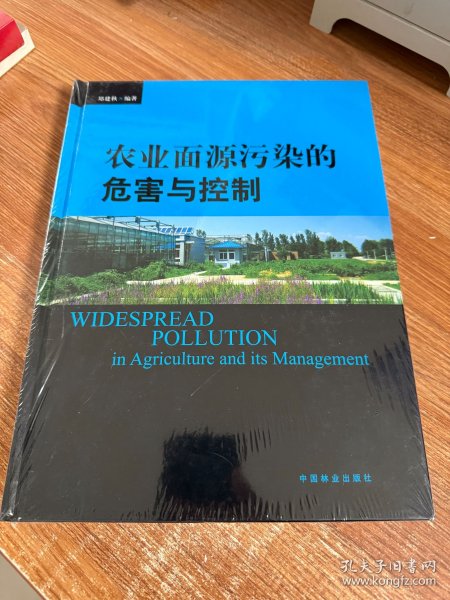 郑建秋·编著
农业面源污染的
危害与控制
WIDESPREAD
POLLUTION
in Agriculture and its Management
中国林业出版社
孔夫子旧书网
www.kongfz.com